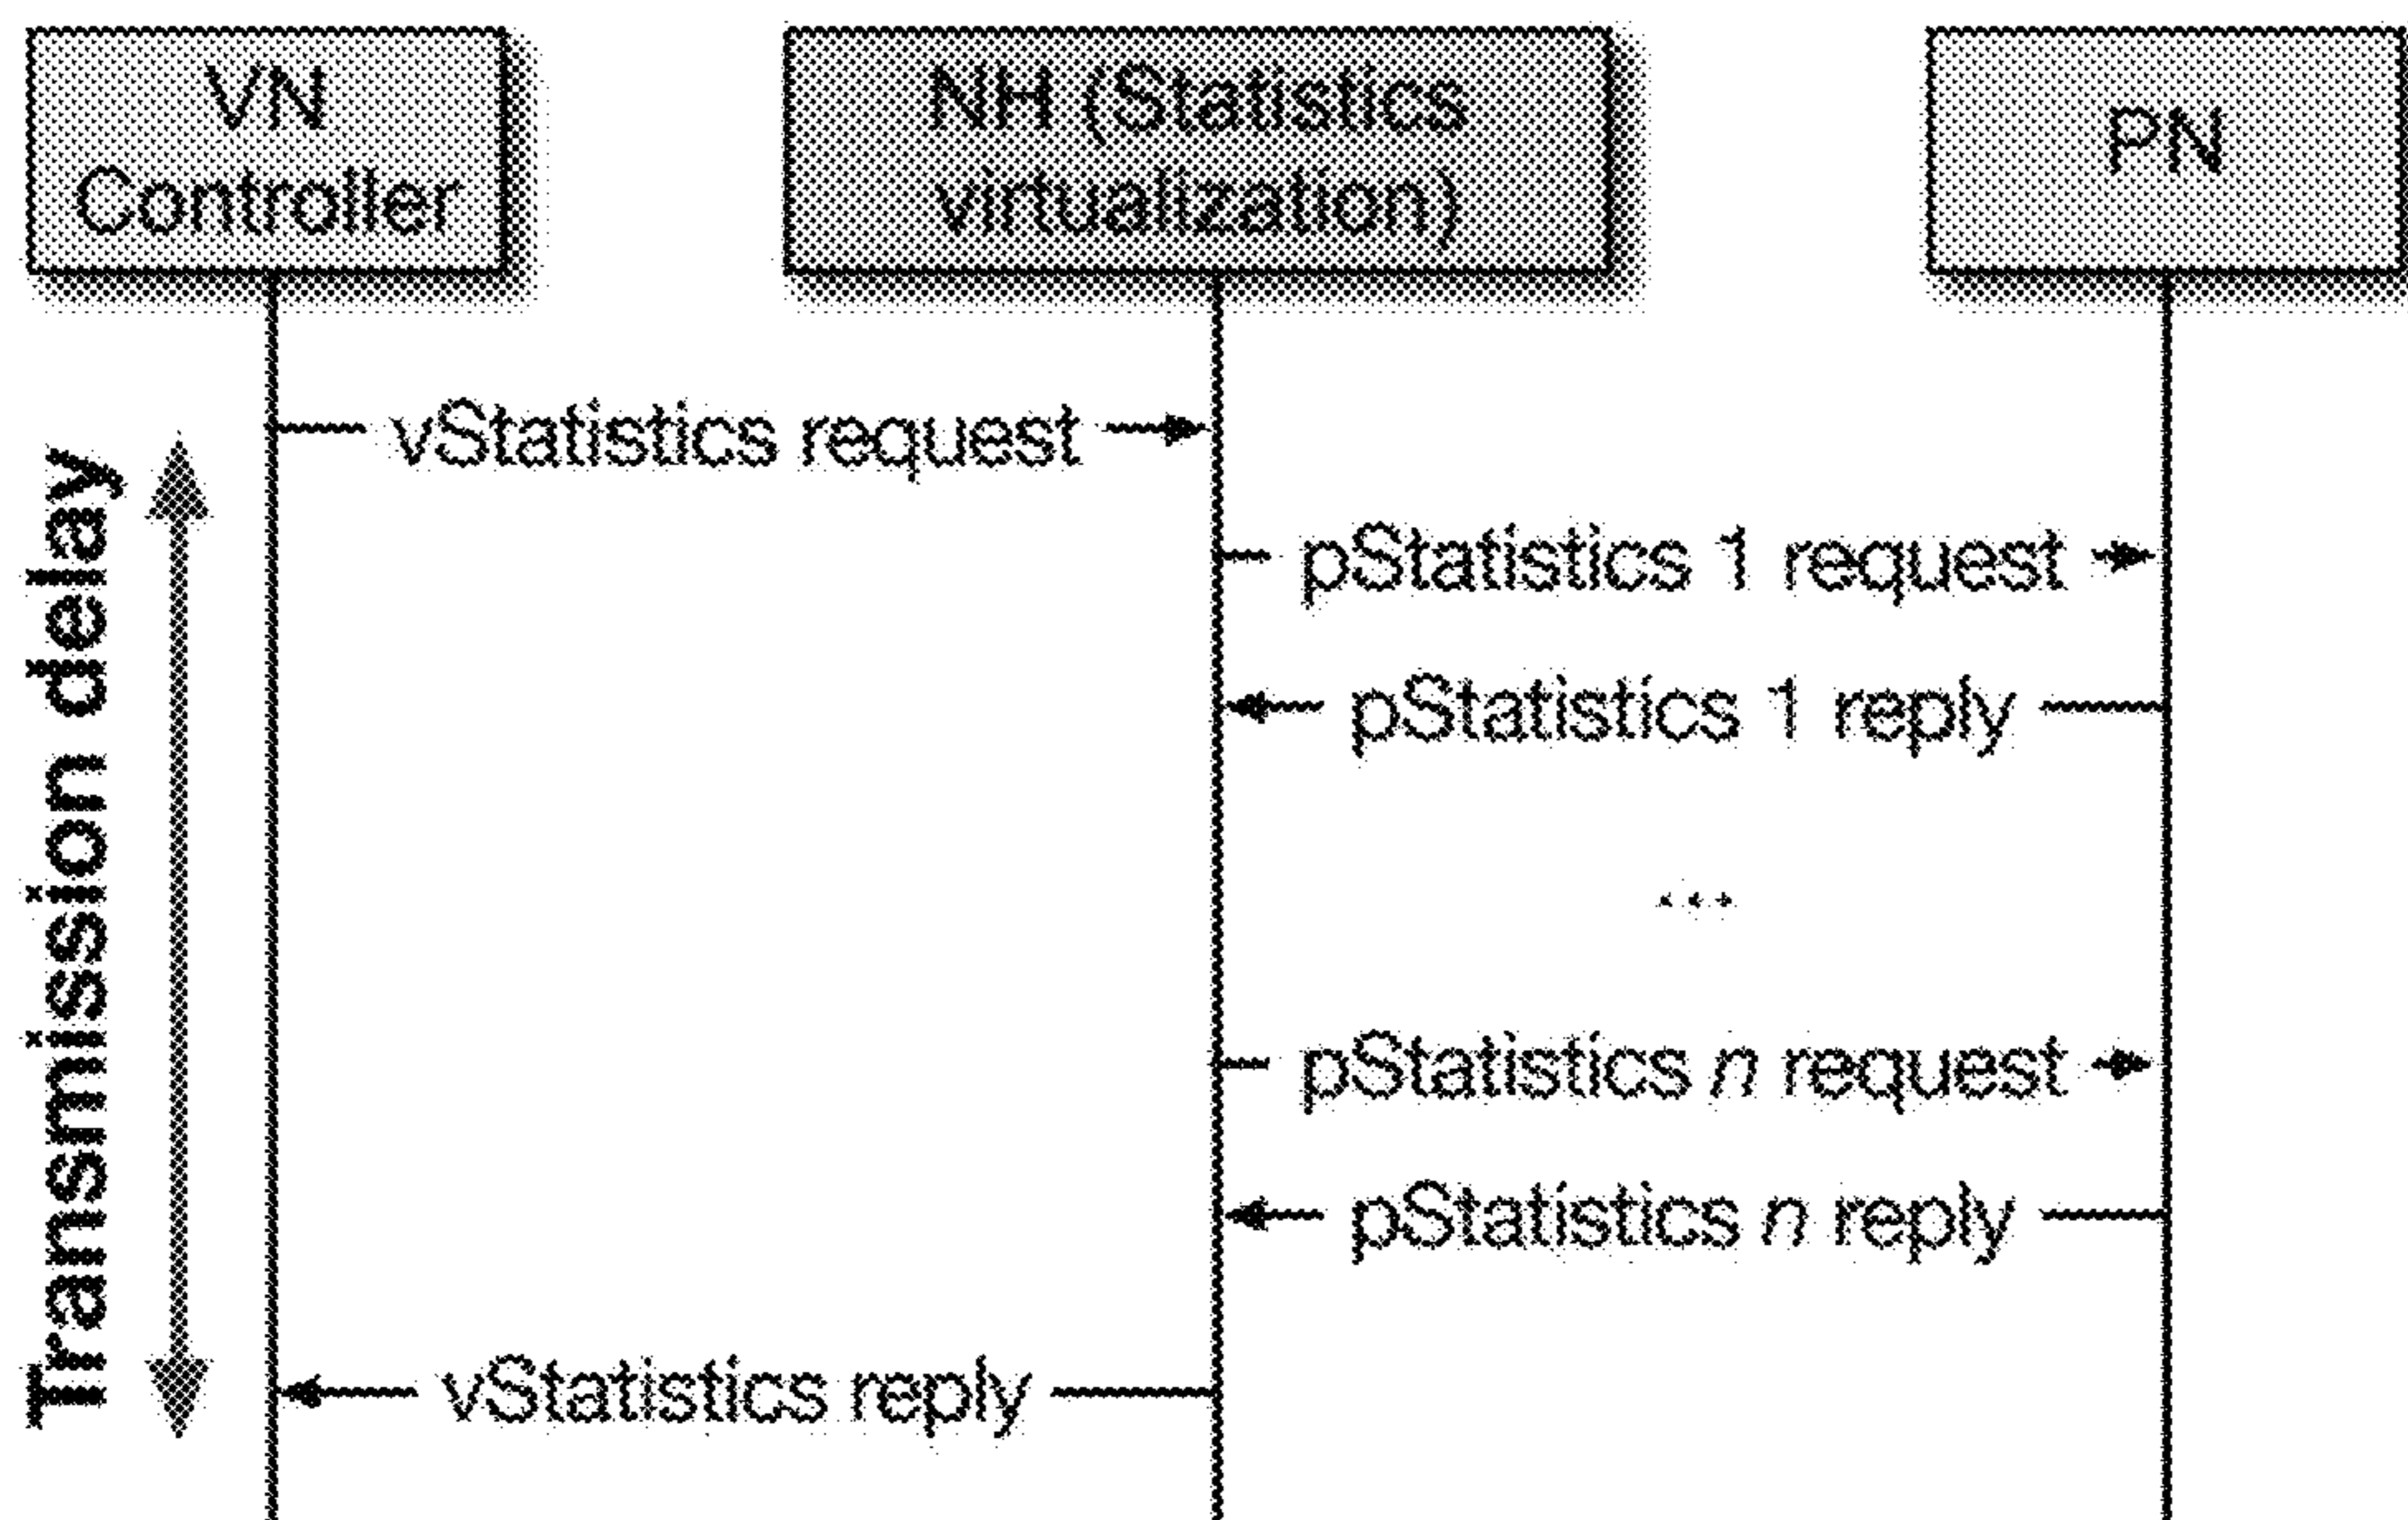 VN
Controller
NH (Statistics
virtualization)
PN
Transmission delay
vStatistics request
pStatistics 1 request
pStatistics 1 reply
...
pStatistics n request
pStatistics n reply
vStatistics reply